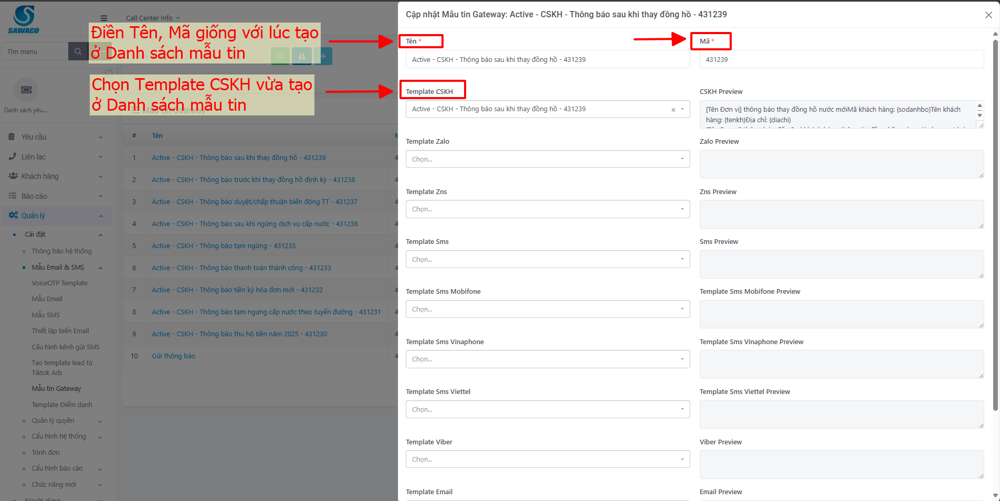 SAWACO
Call Center Info
Tìm menu
Danh sách yêu...
Yêu cầu
Liên lạc
Khách hàng
Báo cáo
Quản lý
Cài đặt
Thông báo hệ thống
Mẫu Email & SMS
VoiceOTP Template
Mẫu Email
Mẫu SMS
Thiết lập biến Email
Cấu hình kênh gửi SMS
Tạo template lead từ
Tiktok Ads
Mẫu tin Gateway
Template Điểm danh
Quản lý quyền
Cấu hình hệ thống
Trình đơn
Cấu hình báo cáo
Chức năng mới
Người dùng
Điền Tên, Mã giống với lúc tạo
ở Danh sách mẫu tin
Chọn Template CSKH vừa tạo
ở Danh sách mẫu tin
Mẫu tin Gateway
# Tên
1 Active - CSKH - Thông báo sau khi thay đồng hồ - 431239
2 Active - CSKH - Thông báo trước khi thay đồng hồ định kỳ - 431238
3 Active - CSKH - Thông báo duyệt/chấp thuận biến động TT - 431237
4 Active - CSKH - Thông báo sau khi ngừng dịch vụ cấp nước - 431236
5 Active - CSKH - Thông báo tạm ngừng - 431235
6 Active - CSKH - Thông báo thanh toán thành công - 431233
7 Active - CSKH - Thông báo tiền kỳ hóa đơn mới - 431232
8 Active - CSKH - Thông báo tạm ngưng cấp nước theo tuyến đường - 431231
9 Active - CSKH - Thông báo thu hộ tiền năm 2025 - 431230
10 Gửi thông báo
Cập nhật Mẫu tin Gateway: Active - CSKH - Thông báo sau khi thay đồng hồ - 431239
Tên * Mã *
Active - CSKH - Thông báo sau khi thay đồng hồ - 431239 431239
Template CSKH CSKH Preview
Active - CSKH - Thông báo sau khi thay đồng hồ - 431239
[Tên Đơn vị] thông báo thay đồng hồ nước mớiMã khách hàng: {sodanhbo}Tên khách
hàng: {tenkh}Địa chỉ: {diachi}
Template Zalo Zalo Preview
Chọn...
Template Zns Zns Preview
Chọn...
Template Sms Sms Preview
Chọn...
Template Sms Mobifone Template Sms Mobifone Preview
Chọn...
Template Sms Vinaphone Template Sms Vinaphone Preview
Chọn...
Template Sms Viettel Template Sms Viettel Preview
Chọn...
Template Viber Viber Preview
Chọn...
Template Email Email Preview